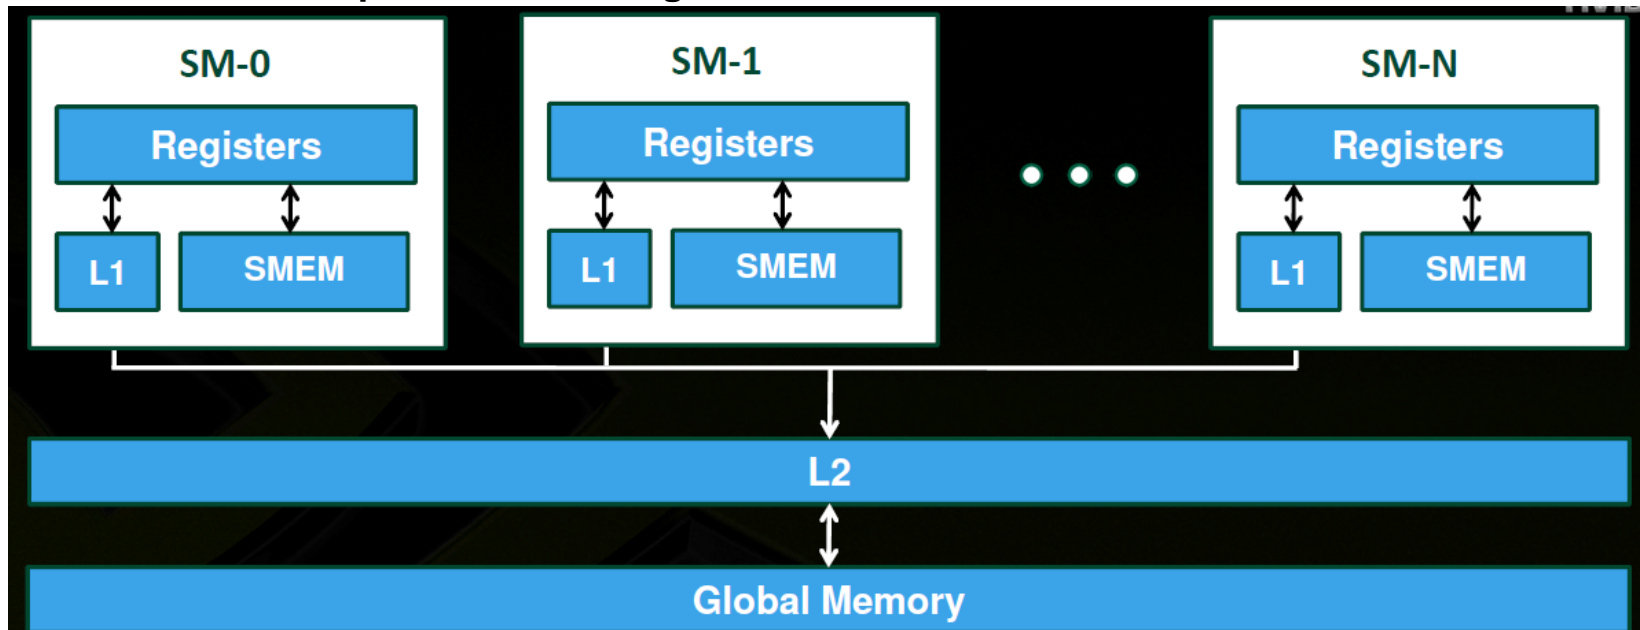 SM-0
SM-1
SM-N
Registers
Registers
Registers
L1
SMEM
L1
SMEM
L1
SMEM
L2
Global Memory